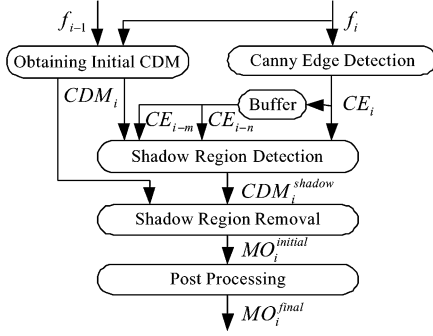 f_{i-1} f_i
Obtaining Initial CDM Canny Edge Detection
CDM_i Buffer CE_i
CE_{i-m} CE_{i-n}
Shadow Region Detection
CDM_i^{shadow}
Shadow Region Removal
MO_i^{initial}
Post Processing
MO_i^{final}